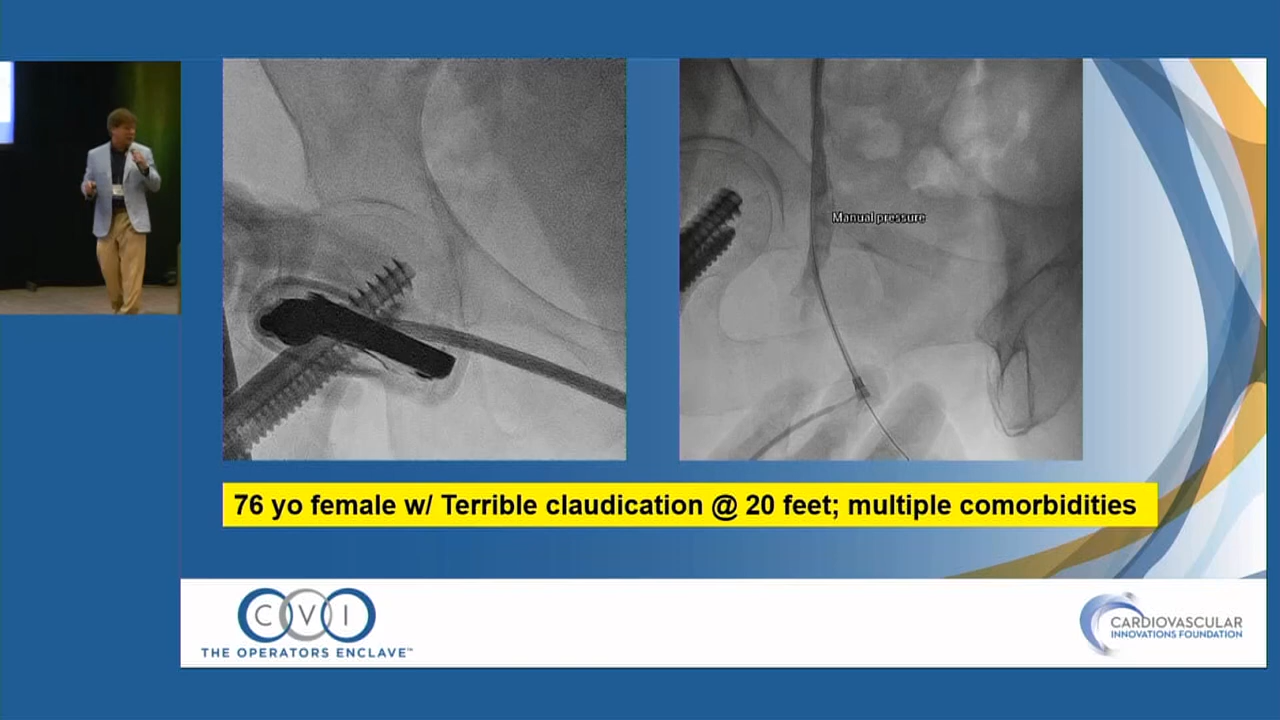 Manual pressure
76 yo female w/ Terrible claudication @ 20 feet; multiple comorbidities
CVI
THE OPERATORS ENCLAVE™
CARDIOVASCULAR
INNOVATIONS FOUNDATION